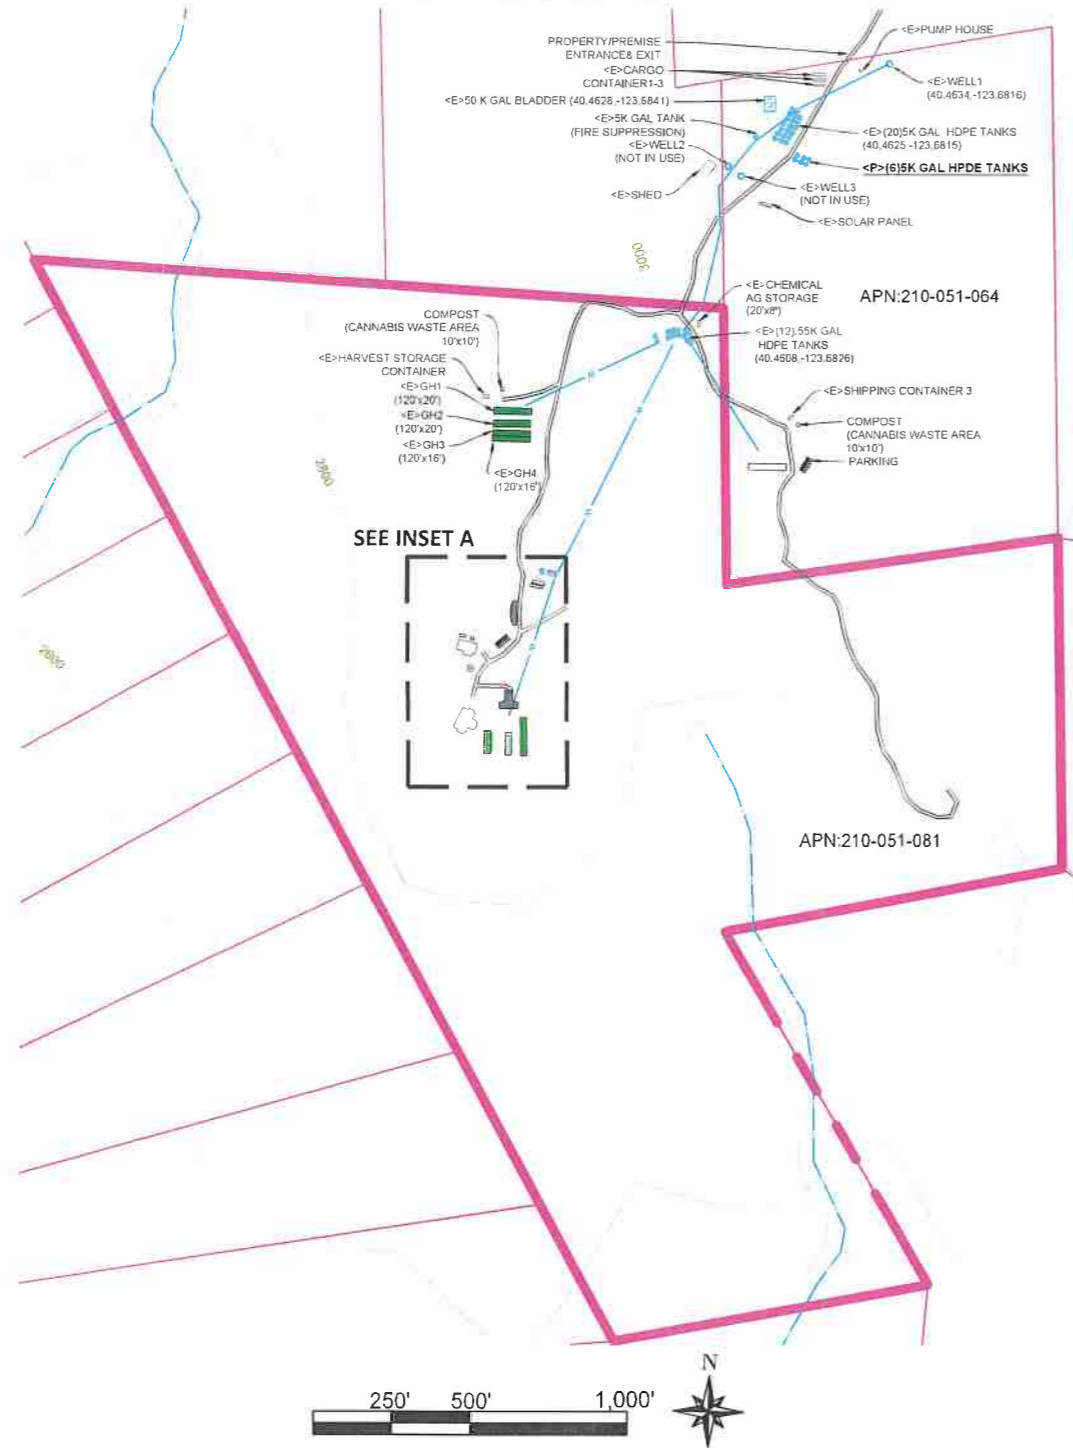 PROPERTY/PREMISE
ENTRANCE& EXIT
<E>PUMP HOUSE
<E>CARGO
CONTAINER1-3
<E>WELL1
(40.4634,-123.6816)
<E>50 K GAL BLADDER (40.4628,-123.6841)
<E>5K GAL TANK
(FIRE SUPPRESSION)
<E>(20)5K GAL HDPE TANKS
(40.4625 -123.6815)
<E>WELL2
(NOT IN USE)
<P>(6)5K GAL HPDE TANKS
<E>SHED
<E>WELL3
(NOT IN USE)
<E>SOLAR PANEL
3000
<E>CHEMICAL
AG STORAGE
(20'x8')
APN:210-051-064
COMPOST
(CANNABIS WASTE AREA
10'x10')
<E>(12).55K GAL
HDPE TANKS
(40.4608,-123.6826)
<E>HARVEST STORAGE
CONTAINER
<E>GH1
(120'x20')
<E>GH2
(120'x20')
<E>GH3
(120'x16')
<E>GH4
(120'x16')
<E>SHIPPING CONTAINER 3
COMPOST
(CANNABIS WASTE AREA
10'x10')
PARKING
2800
SEE INSET A
2600
APN:210-051-081
N
250' 500' 1,000'